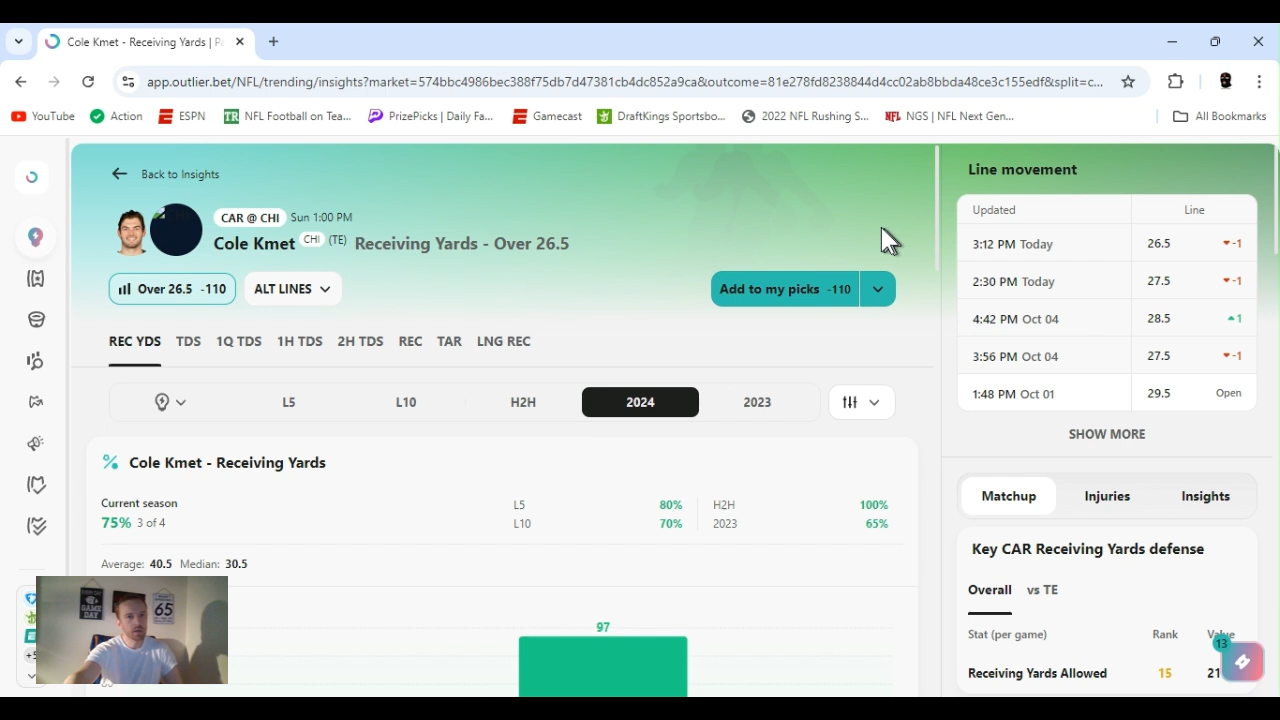 Cole Kmet - Receiving Yards | P
app.outlier.bet/NFL/trending/insights?market=574bbc4986bec388f75db7d47381cb4dc852a9ca&outcome=81e278fd8238844d4cc02ab8bbda48ce3c155edf&split=c...
YouTube Action ESPN NFL Football on Tea... PrizePicks | Daily Fa... Gamecast DraftKings Sportsbo... 2022 NFL Rushing S... NGS | NFL Next Gen... All Bookmarks
Back to Insights
CAR @ CHI Sun 1:00 PM
Cole Kmet CHI (TE) Receiving Yards - Over 26.5
Over 26.5 -110 ALT LINES
Add to my picks -110
REC YDS TDS 1Q TDS 1H TDS 2H TDS REC TAR LNG REC
L5 L10 H2H 2024 2023
Cole Kmet - Receiving Yards
Current season
75% 3 of 4
L5 80% H2H 100%
L10 70% 2023 65%
Average: 40.5 Median: 30.5
97
Line movement
Updated Line
3:12 PM Today 26.5 -1
2:30 PM Today 27.5 -1
4:42 PM Oct 04 28.5 1
3:56 PM Oct 04 27.5 -1
1:48 PM Oct 01 29.5 Open
SHOW MORE
Matchup Injuries Insights
Key CAR Receiving Yards defense
Overall vs TE
Stat (per game) Rank
13
Receiving Yards Allowed 15 21
GAME DAY
65